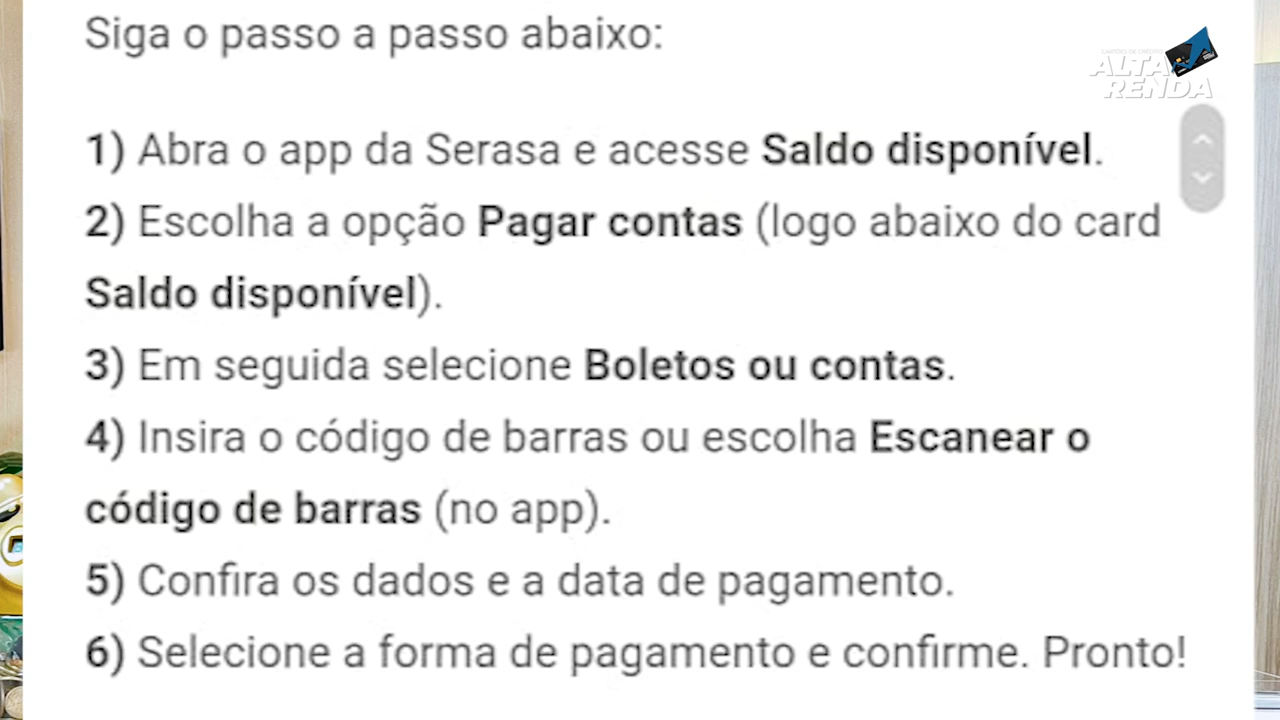 Siga o passo a passo abaixo:
ALTA
RENDA
1) Abra o app da Serasa e acesse Saldo disponível.
2) Escolha a opção Pagar contas (logo abaixo do card
Saldo disponível).
3) Em seguida selecione Boletos ou contas.
4) Insira o código de barras ou escolha Escanear o
código de barras (no app).
5) Confira os dados e a data de pagamento.
6) Selecione a forma de pagamento e confirme. Pronto!